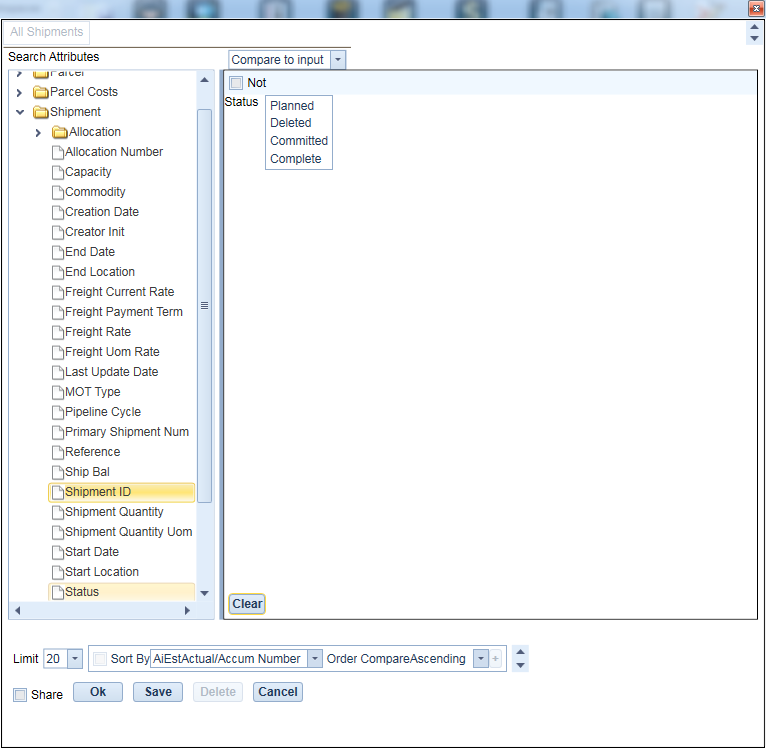 All Shipments
Search Attributes
Compare to input
Parcel
Parcel Costs
Shipment
Allocation
Allocation Number
Capacity
Commodity
Creation Date
Creator Init
End Date
End Location
Freight Current Rate
Freight Payment Term
Freight Rate
Freight Uom Rate
Last Update Date
MOT Type
Pipeline Cycle
Primary Shipment Num
Reference
Ship Bal
Shipment ID
Shipment Quantity
Shipment Quantity Uom
Start Date
Start Location
Status
Not
Status
Planned
Deleted
Committed
Complete
Clear
Limit 20 Sort By AiEstActual/Accum Number Order CompareAscending +
Share Ok Save Delete Cancel